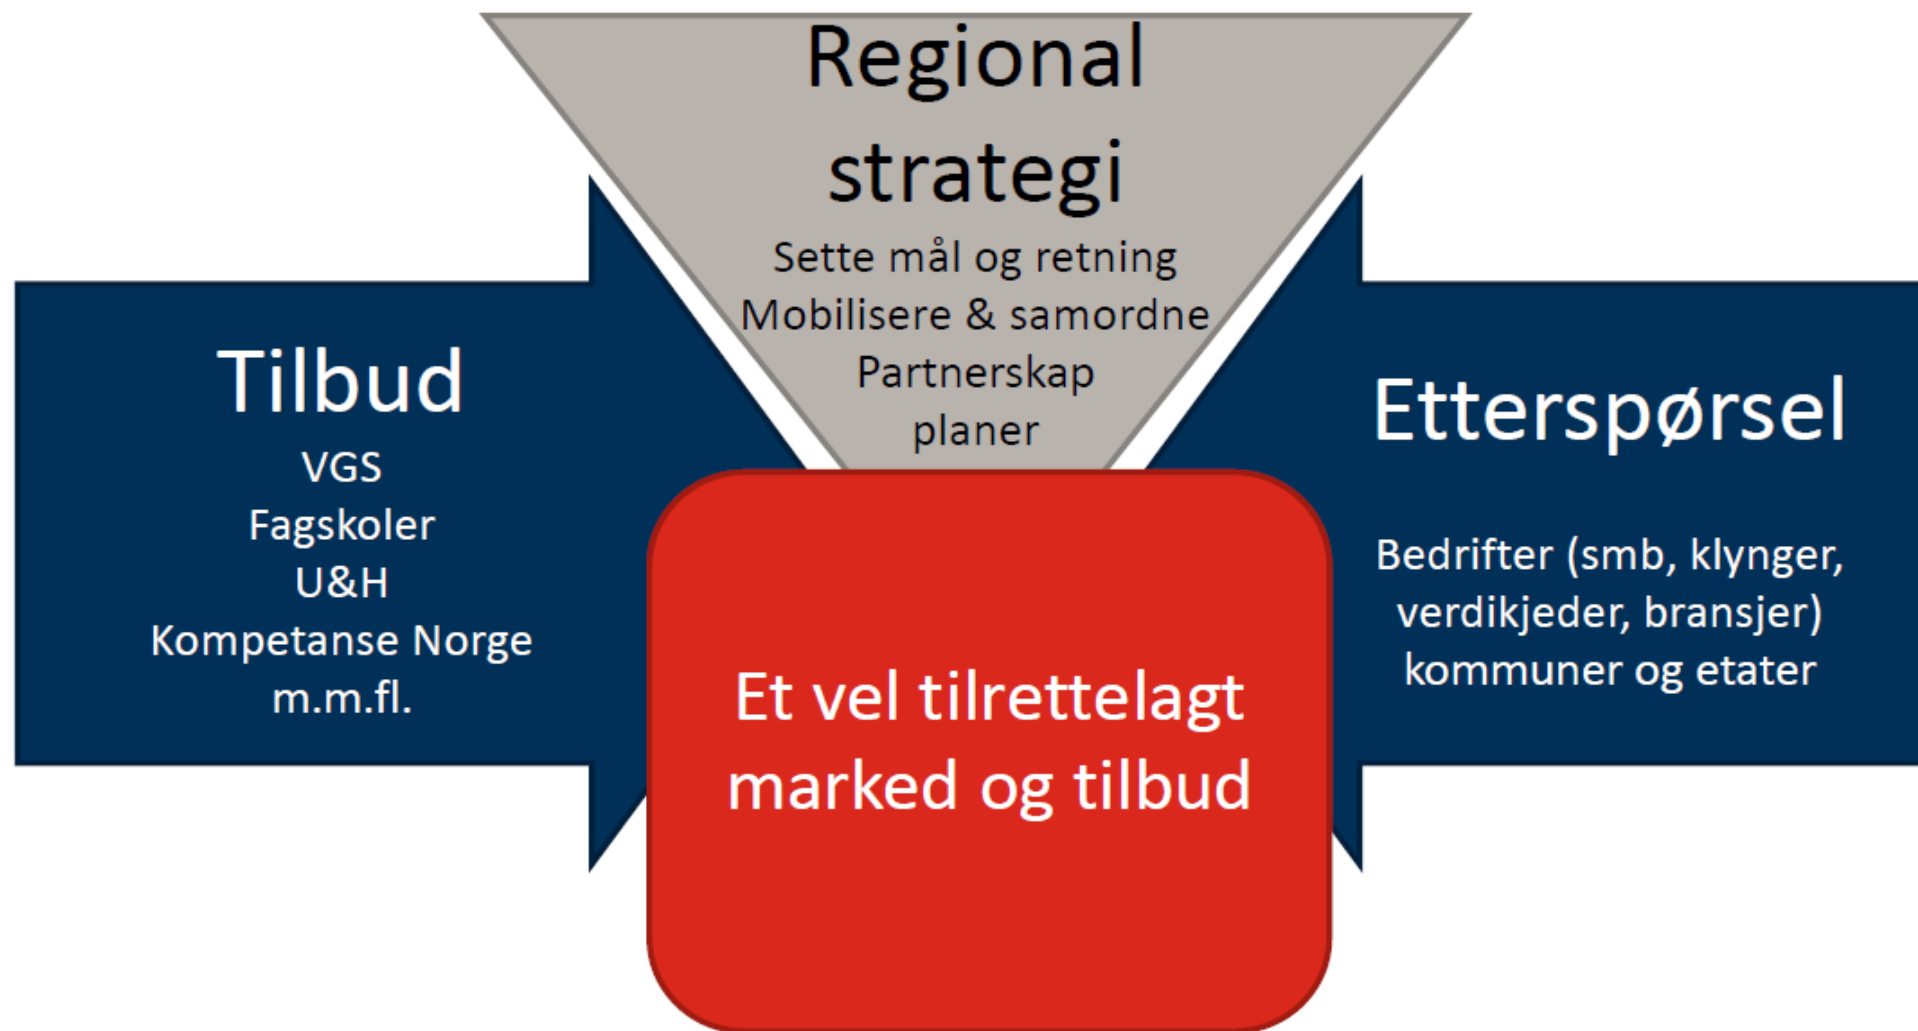 Regional
strategi
Sette mål og retning
Mobilisere & samordne
Partnerskap
planer
Tilbud
VGS
Fagskoler
U&H
Kompetanse Norge
m.m.fl.
Etterspørsel
Bedrifter (smb, klynger,
verdikjeder, bransjer)
kommuner og etater
Et vel tilrettelagt
marked og tilbud